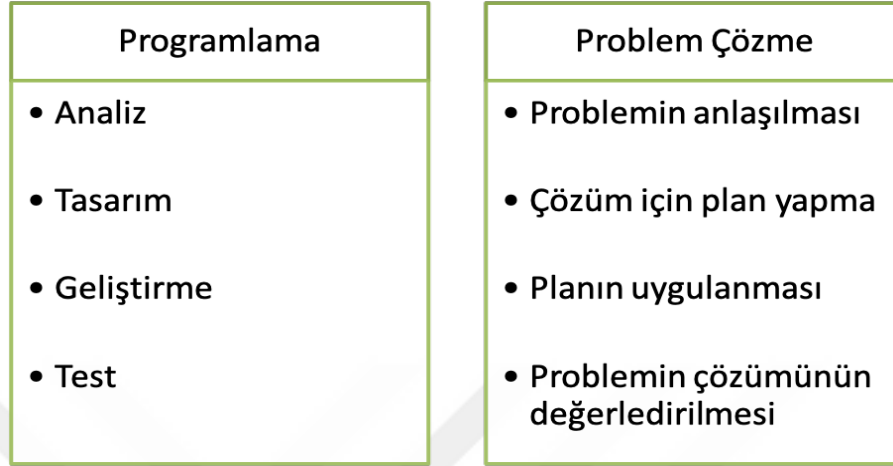 Programlama
• Analiz
• Tasarım
• Geliştirme
• Test
Problem Çözme
• Problemin anlaşılması
• Çözüm için plan yapma
• Planın uygulanması
• Problemin çözümünün
değerledirilmesi